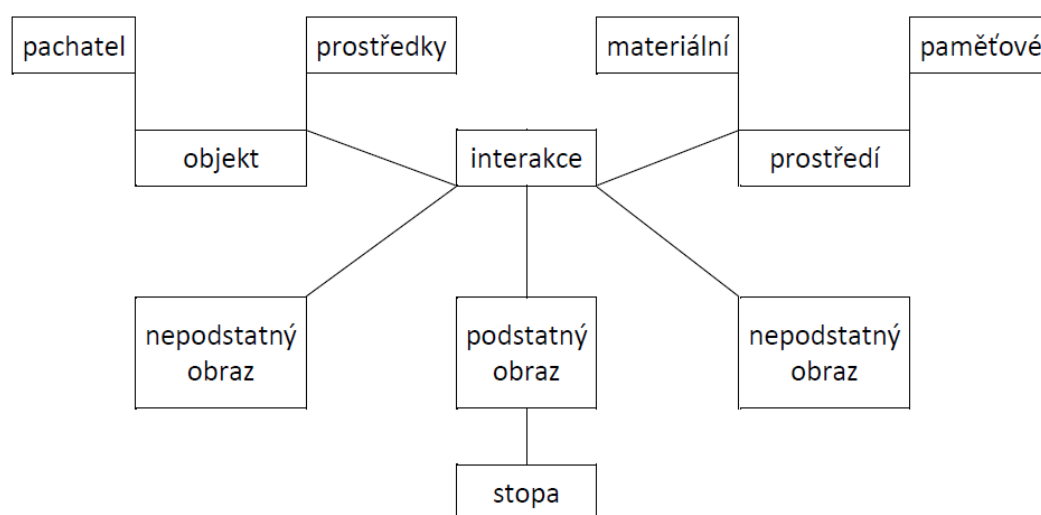 pachatel
prostředky
materiální
paměťové
objekt
interakce
prostředí
nepodstatný
obraz
podstatný
obraz
nepodstatný
obraz
stopa